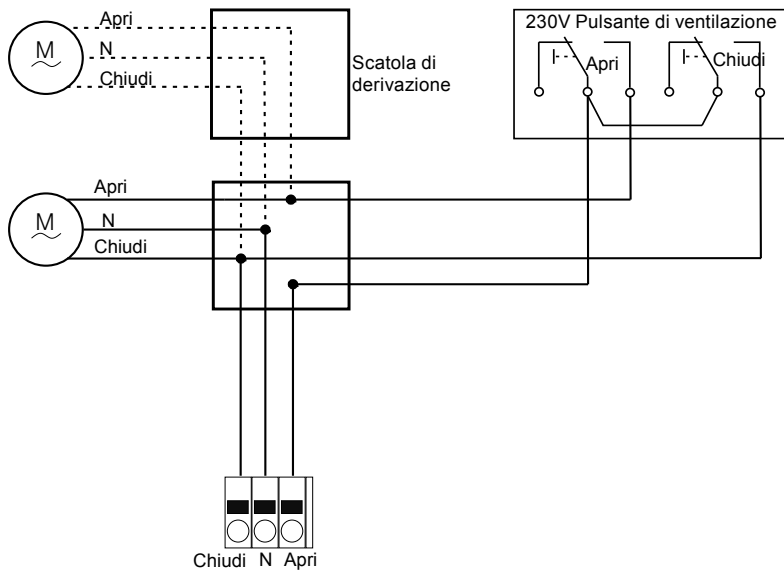 Apri
N
Chiudi
M
Scatola di
derivazione
230V Pulsante di ventilazione
Apri
Chiudi
Apri
N
Chiudi
M
Chiudi N Apri